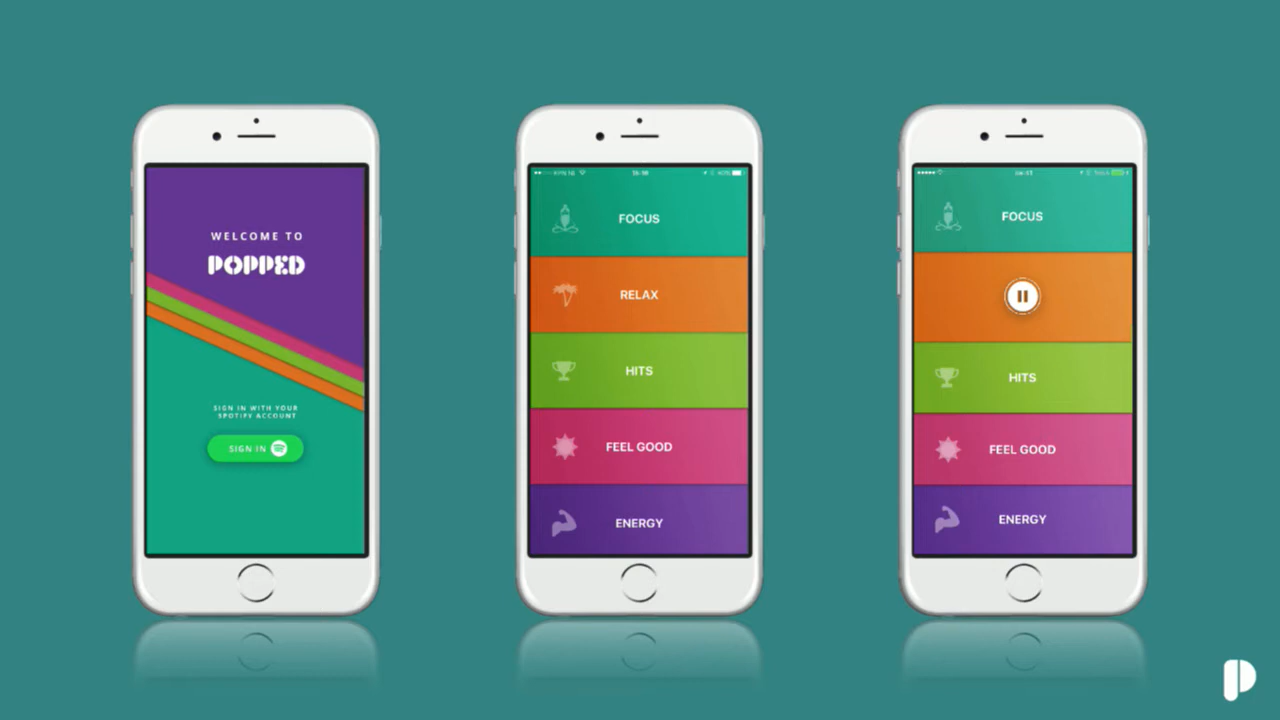 WELCOME TO
POPPED
SIGN IN WITH YOUR
SPOTIFY ACCOUNT
SIGN IN
FOCUS
RELAX
HITS
FEEL GOOD
ENERGY
FOCUS
HITS
FEEL GOOD
ENERGY